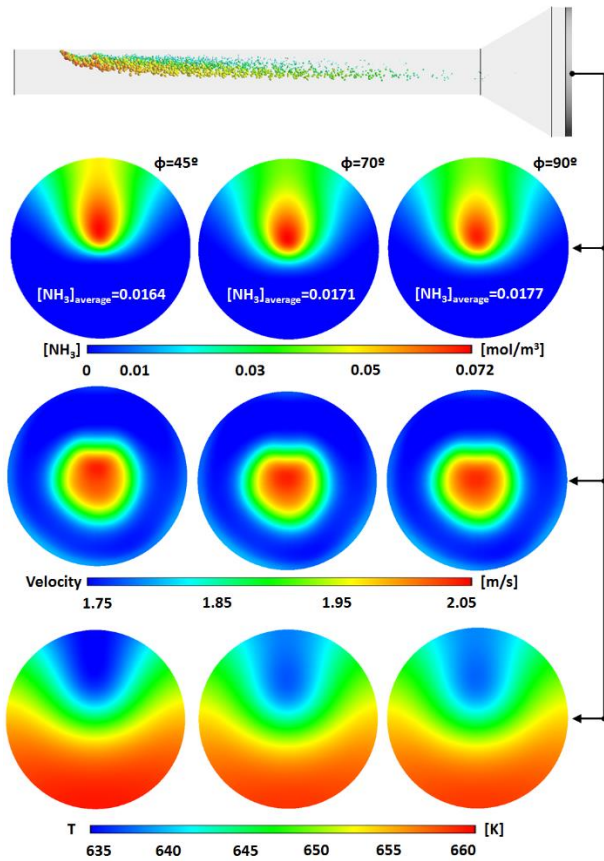 ϕ=45º ϕ=70º ϕ=90º
[NH₃]average=0.0164 [NH₃]average=0.0171 [NH₃]average=0.0177
[NH₃] [mol/m³]
0 0.01 0.03 0.05 0.072
Velocity [m/s]
1.75 1.85 1.95 2.05
T [K]
635 640 645 650 655 660